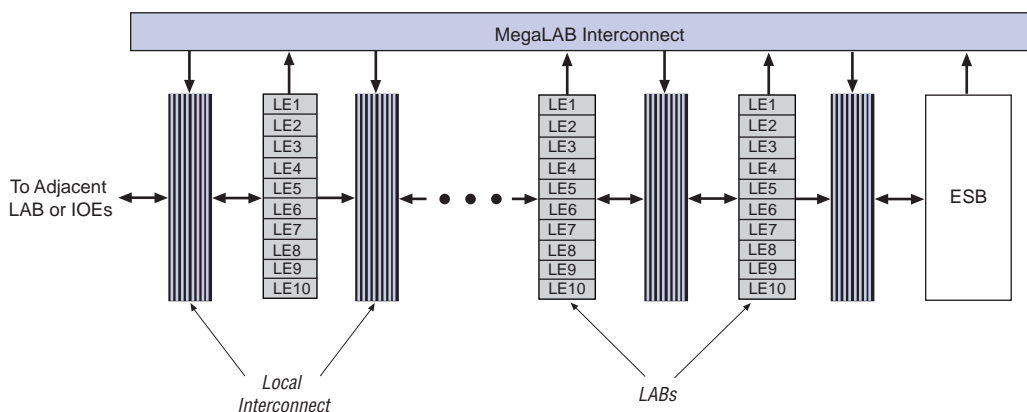 MegaLAB Interconnect
LE1
LE2
LE3
LE4
LE5
LE6
LE7
LE8
LE9
LE10
LE1
LE2
LE3
LE4
LE5
LE6
LE7
LE8
LE9
LE10
LE1
LE2
LE3
LE4
LE5
LE6
LE7
LE8
LE9
LE10
To Adjacent
LAB or IOEs
ESB
Local
Interconnect
LABs